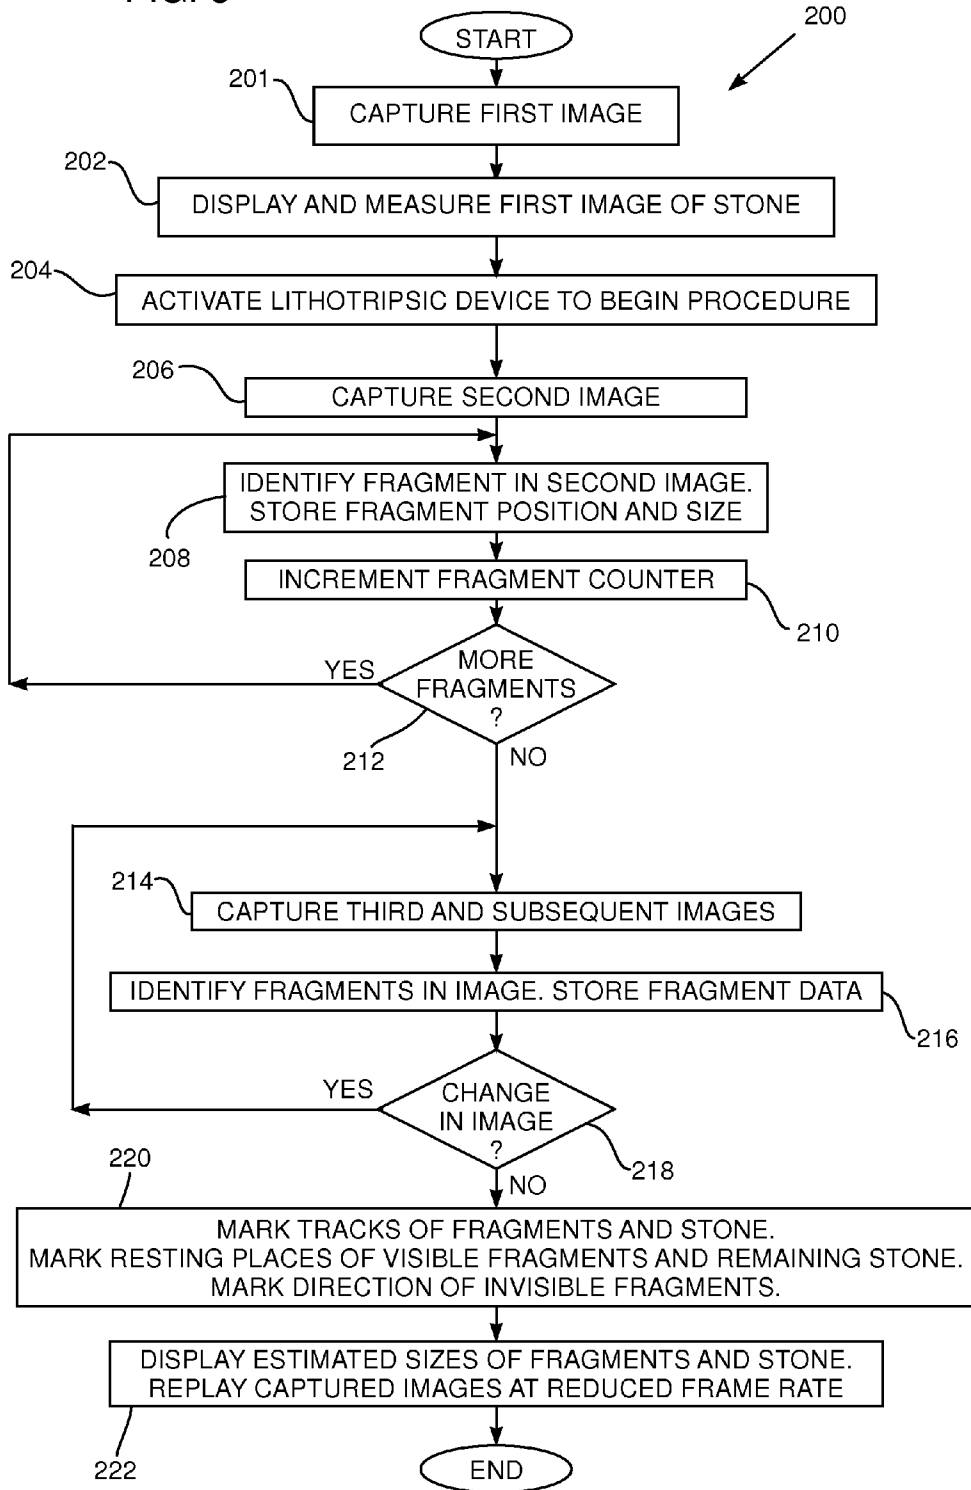 200
START
201
CAPTURE FIRST IMAGE
202
DISPLAY AND MEASURE FIRST IMAGE OF STONE
204
ACTIVATE LITHOTRIPSIC DEVICE TO BEGIN PROCEDURE
206
CAPTURE SECOND IMAGE
IDENTIFY FRAGMENT IN SECOND IMAGE.
STORE FRAGMENT POSITION AND SIZE
208
INCREMENT FRAGMENT COUNTER
210
MORE
FRAGMENTS
?
YES
212
NO
214
CAPTURE THIRD AND SUBSEQUENT IMAGES
IDENTIFY FRAGMENTS IN IMAGE. STORE FRAGMENT DATA
216
CHANGE
IN IMAGE
?
YES
218
NO
220
MARK TRACKS OF FRAGMENTS AND STONE.
MARK RESTING PLACES OF VISIBLE FRAGMENTS AND REMAINING STONE.
MARK DIRECTION OF INVISIBLE FRAGMENTS.
DISPLAY ESTIMATED SIZES OF FRAGMENTS AND STONE.
REPLAY CAPTURED IMAGES AT REDUCED FRAME RATE
222
END